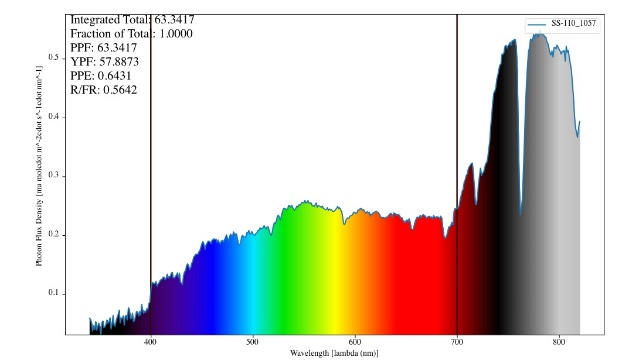 Integrated Total: 63.3417
Fraction of Total: 1.0000
PPF: 63.3417
YPF: 57.8873
PPE: 0.6431
R/FR: 0.5642
SS-110_1057
0.5
0.4
0.3
0.2
0.1
400 500 600 700 800
Wavelength [lambda (nm)]